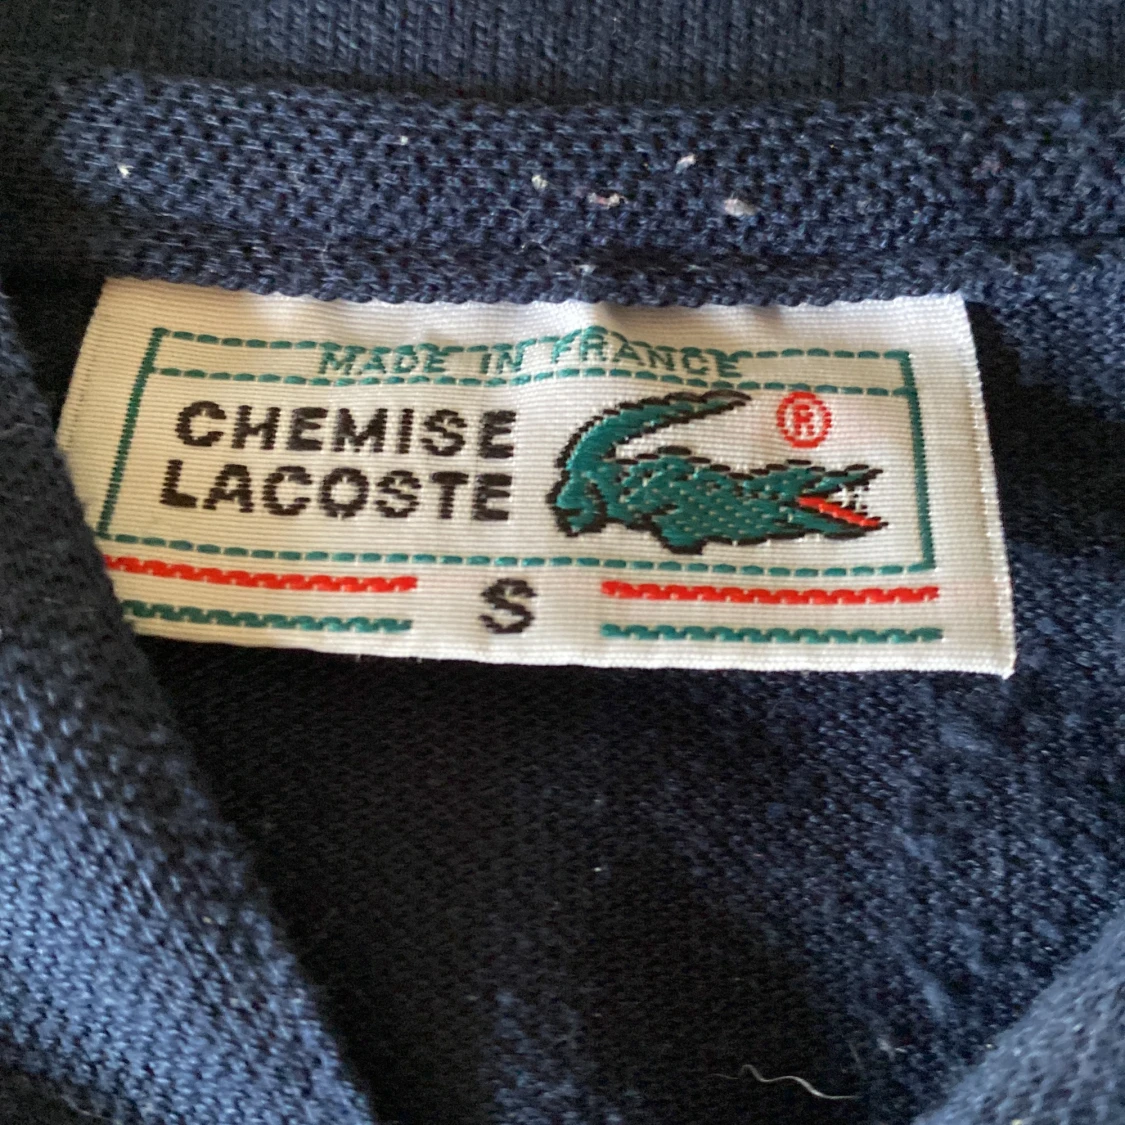 MADE IN FRANCE
CHEMISE
LACOSTE
®
S